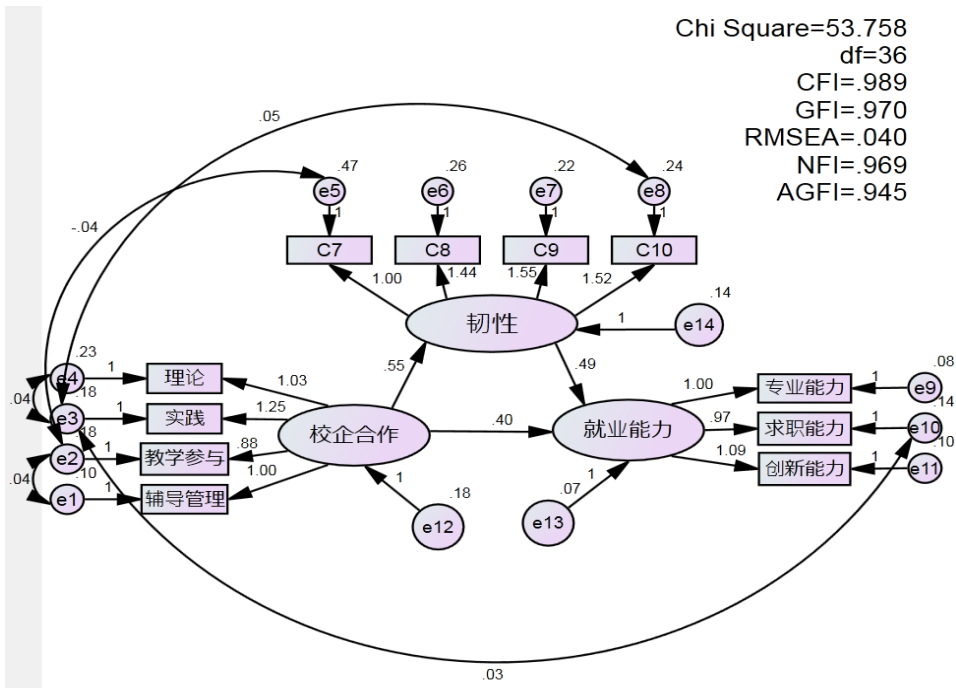 Chi Square=53.758
df=36
CFI=.989
GFI=.970
RMSEA=.040
NFI=.969
AGFI=.945
.05
-.04
.47
.26
.22
.24
e5
e6
e7
e8
1
1
1
1
C7
C8
C9
C10
1.00
1.44
1.55
1.52
韧性
1
e14
.14
.55
.49
.23
e4
1
理论
1.03
.04
.18
e3
1
实践
1.25
.18
e2
1
教学参与
.88
.04
.10
e1
1
辅导管理
1.00
校企合作
.40
就业能力
1
e12
.18
1
e13
.07
1.00
专业能力
1
e9
.08
.97
求职能力
1
e10
.14
1.09
创新能力
1
e11
.10
.03